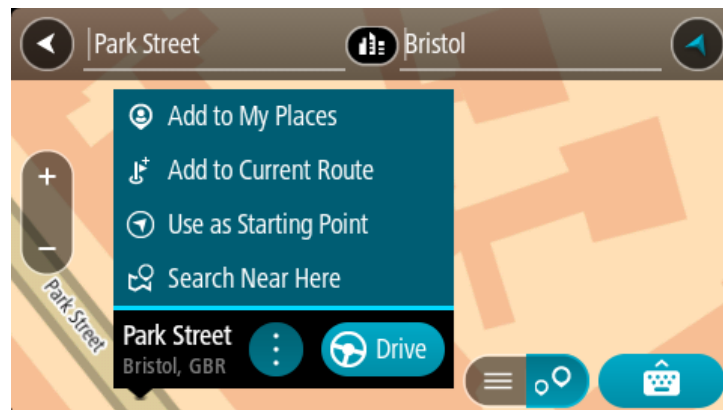 Park Street
Bristol
Add to My Places
Add to Current Route
Use as Starting Point
Search Near Here
Park Street
Park Street
Bristol, GBR
Drive